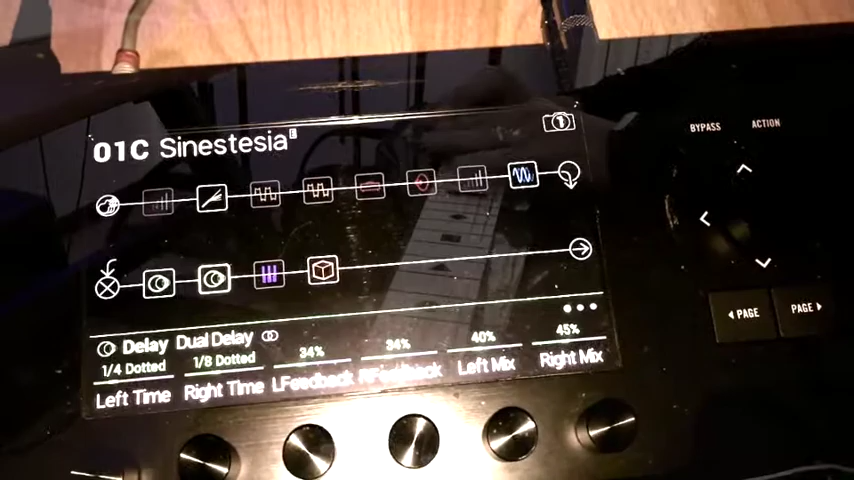 01C Sinestesia E
BYPASS ACTION
PAGE PAGE
Delay Dual Delay
1/4 Dotted 1/8 Dotted 34% 34% 40% 45%
Left Time Right Time LFeedback RFeedback Left Mix Right Mix